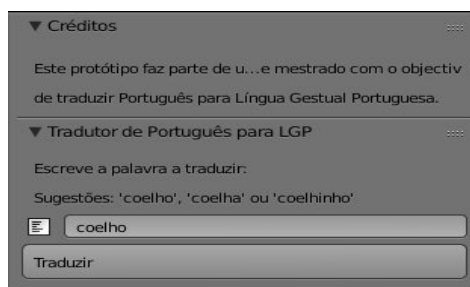 Créditos
Este protótipo faz parte de u...e mestrado com o objectiv
de traduzir Português para Língua Gestual Portuguesa.
Tradutor de Português para LGP
Escreve a palavra a traduzir:
Sugestões: 'coelho', 'coelha' ou 'coelhinho'
coelho
Traduzir